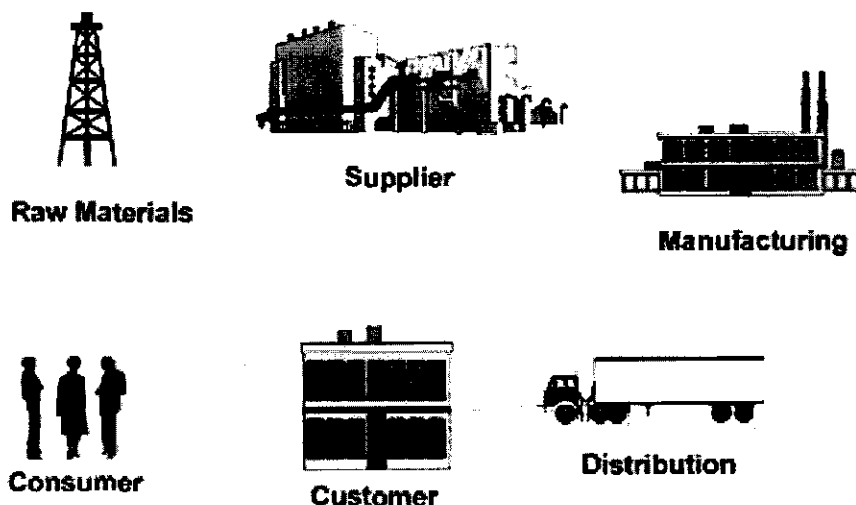 Raw Materials
Supplier
Manufacturing
Consumer
Customer
Distribution